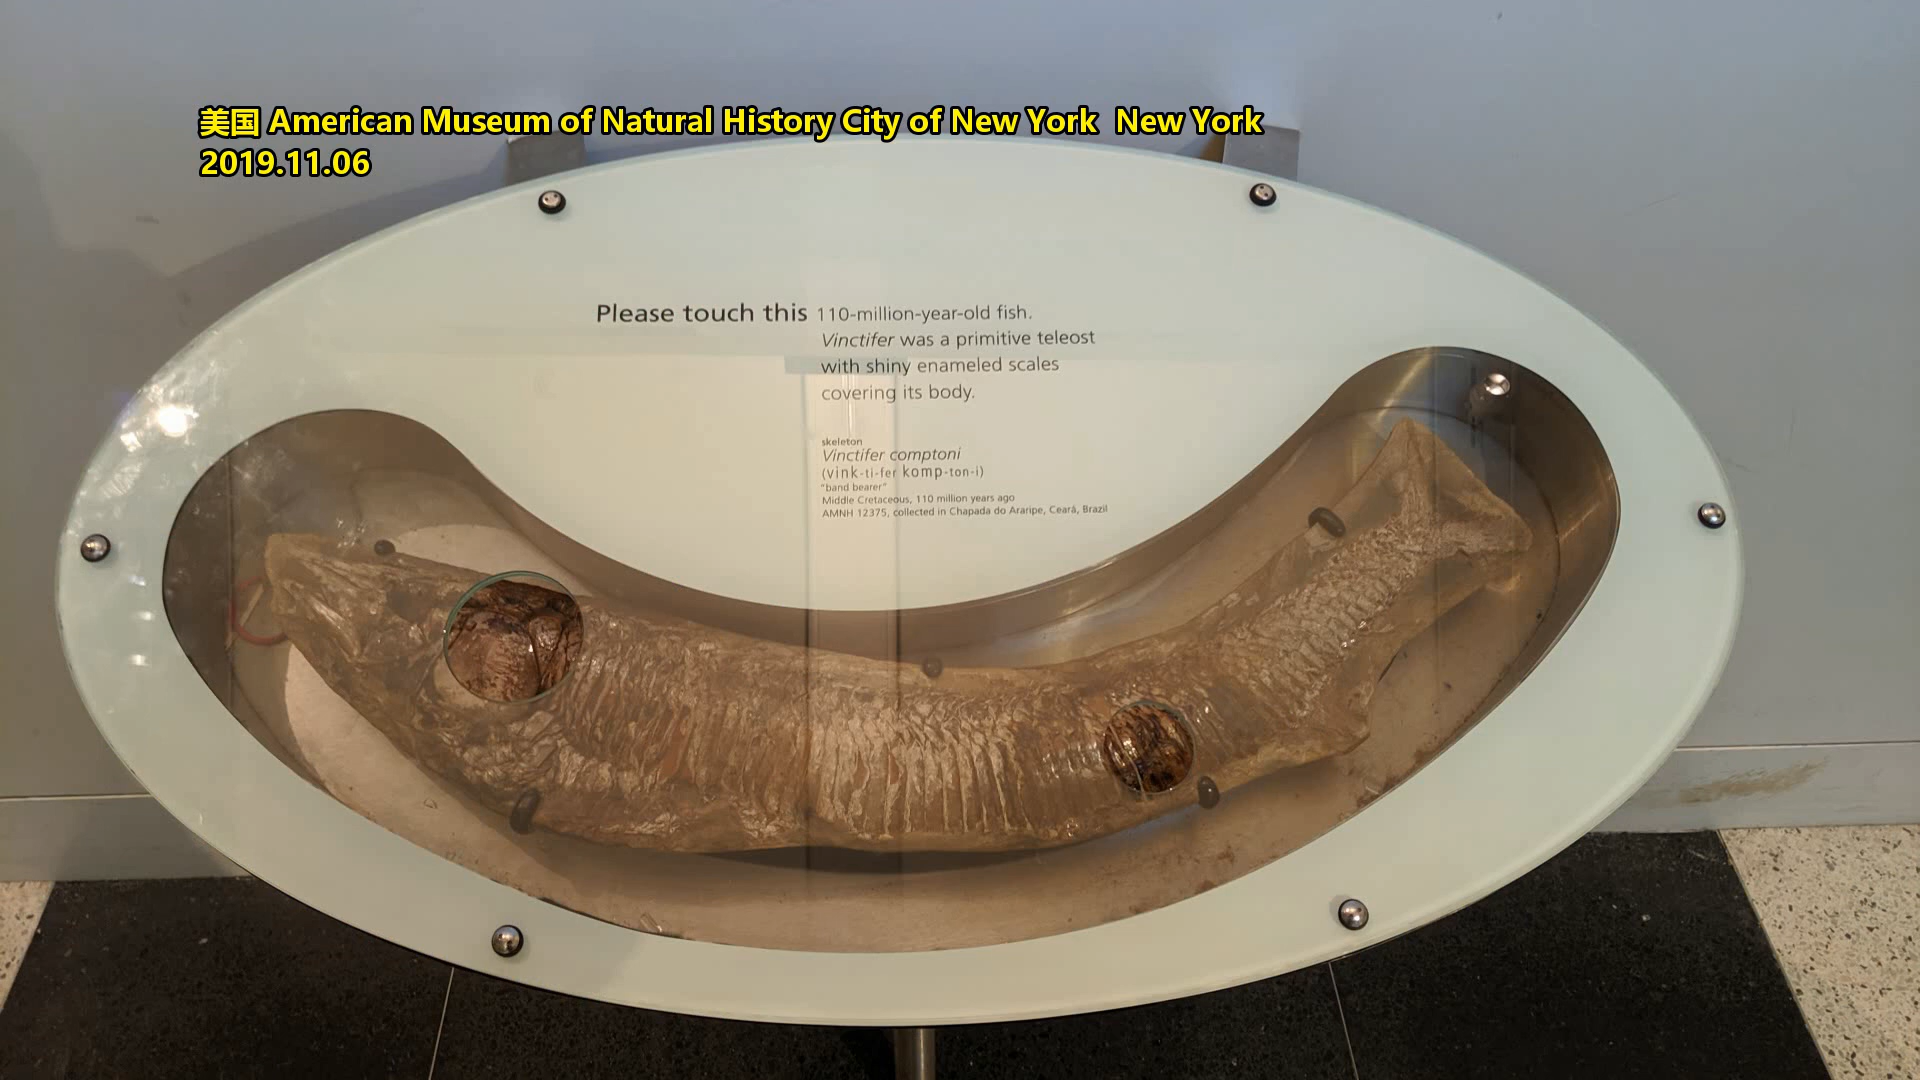 美国 American Museum of Natural History City of New York  New York
2019.11.06
Please touch this 110-million-year-old fish.
Vinctifer was a primitive teleost
with shiny enameled scales
covering its body.
skeleton
Vinctifer comptoni
(vink-ti-fer komp-ton-i)
"band bearer"
Middle Cretaceous, 110 million years ago
AMNH 12375, collected in Chapada do Araripe, Ceará, Brazil